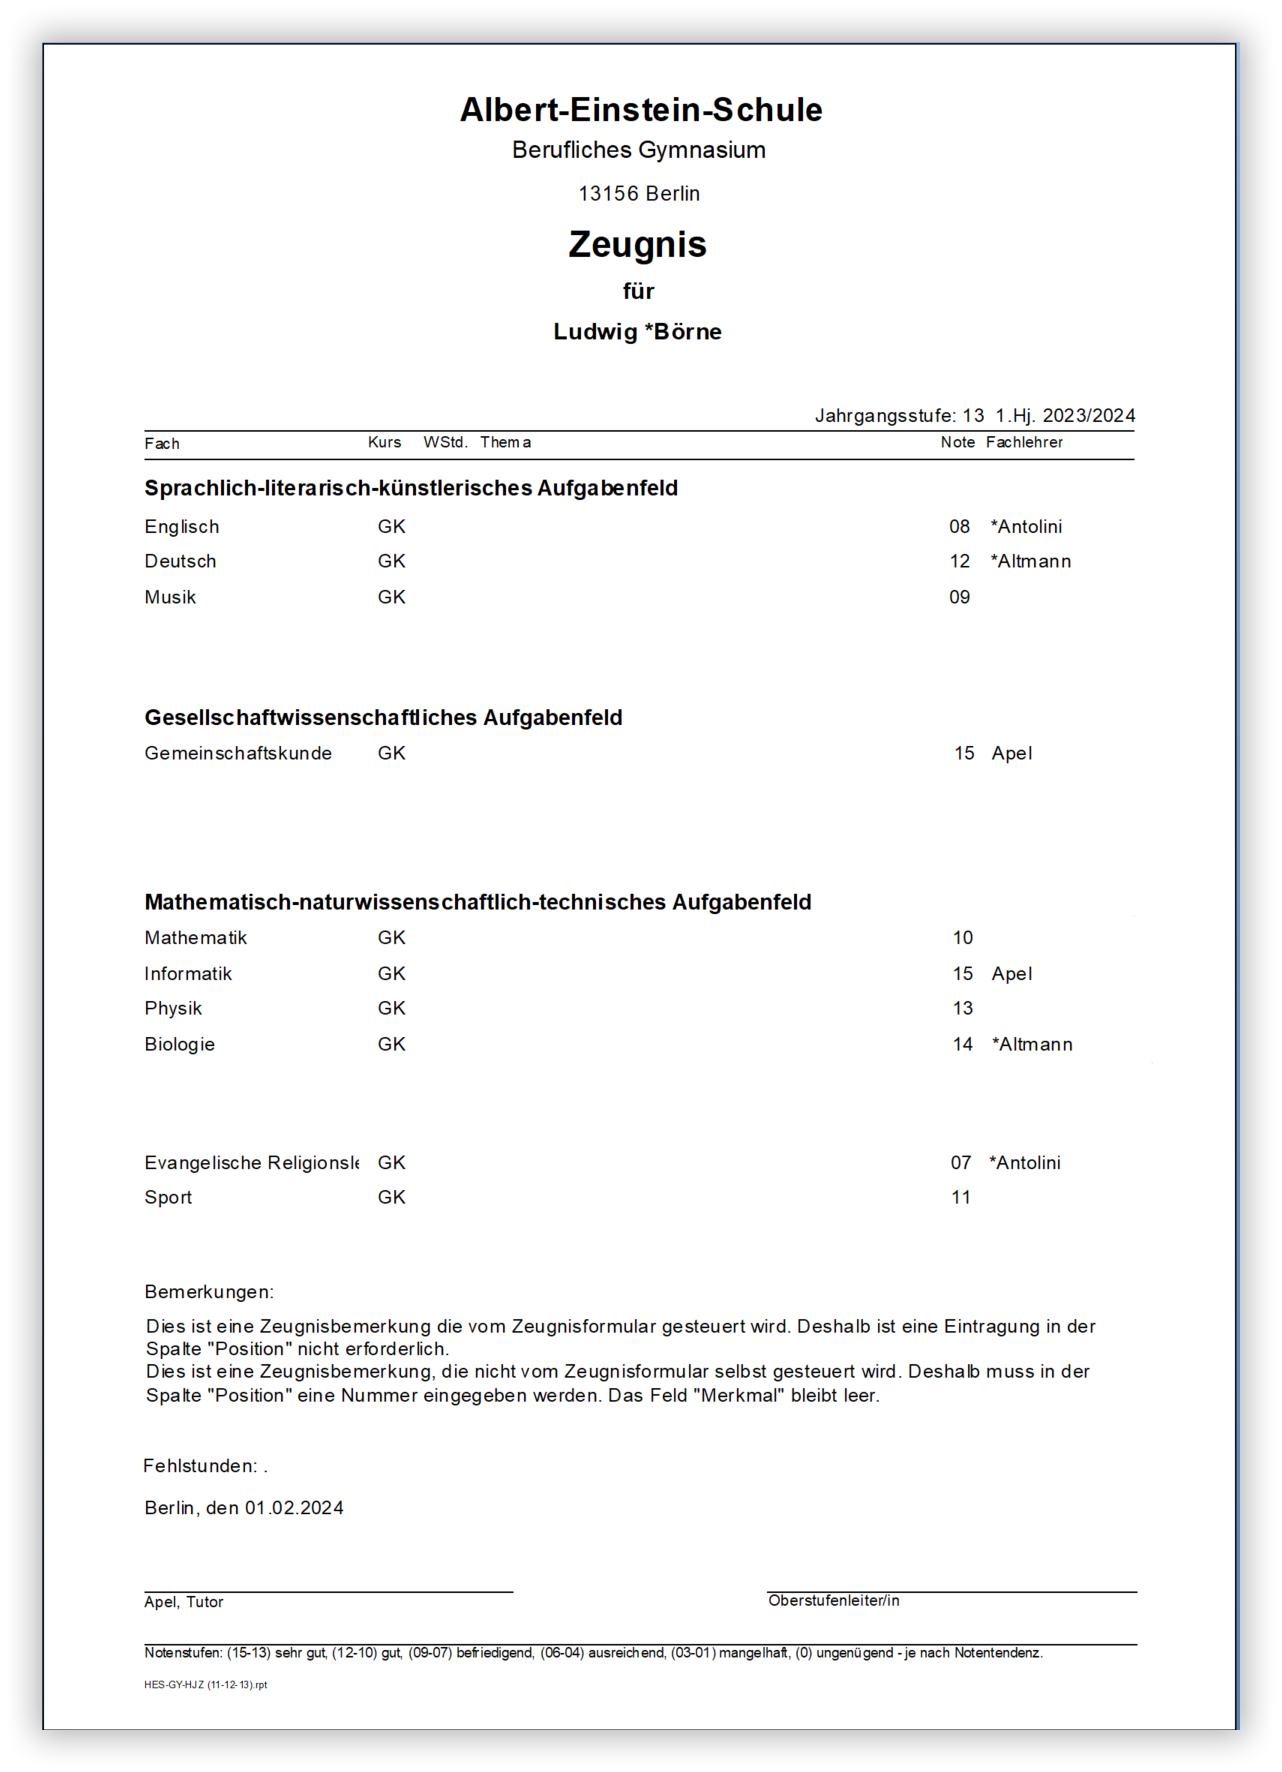 Albert-Einstein-Schule
Berufliches Gymnasium
13156 Berlin
Zeugnis
für
Ludwig *Börne
Jahrgangsstufe: 13 1.Hj. 2023/2024
Fach Kurs WStd. Thema Note Fachlehrer
Sprachlich-literarisch-künstlerisches Aufgabenfeld
Englisch GK 08 *Antolini
Deutsch GK 12 *Altmann
Musik GK 09
Gesellschaftwissenschaftliches Aufgabenfeld
Gemeinschaftskunde GK 15 Apel
Mathematisch-naturwissenschaftlich-technisches Aufgabenfeld
Mathematik GK 10
Informatik GK 15 Apel
Physik GK 13
Biologie GK 14 *Altmann
Evangelische Religionsle GK 07 *Antolini
Sport GK 11
Bemerkungen:
Dies ist eine Zeugnisbemerkung die vom Zeugnisformular gesteuert wird. Deshalb ist eine Eintragung in der
Spalte "Position" nicht erforderlich.
Dies ist eine Zeugnisbemerkung, die nicht vom Zeugnisformular selbst gesteuert wird. Deshalb muss in der
Spalte "Position" eine Nummer eingegeben werden. Das Feld "Merkmal" bleibt leer.
Fehlstunden: .
Berlin, den 01.02.2024
Apel, Tutor Oberstufenleiter/in
Notenstufen: (15-13) sehr gut, (12-10) gut, (09-07) befriedigend, (06-04) ausreichend, (03-01) mangelhaft, (0) ungenügend - je nach Notentendenz.
HES-GY-HJZ (11-12-13).rpt